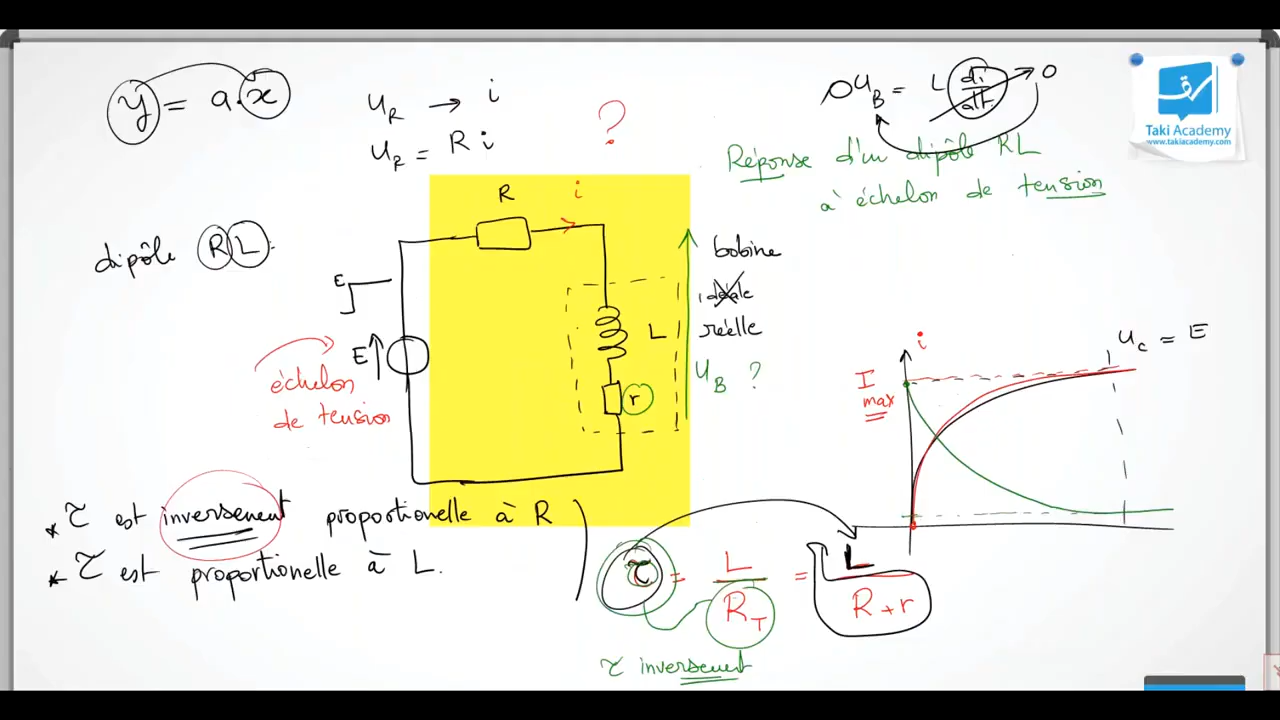 y = a.x
u_R → i
u_R = R i
?
0 u_B = L di/dt → 0
Taki Academy
www.takiacademy.com
Réponse d'un dipôle RL
à échelon de tension
dipôle RL.
R
i
E
E
échelon
de tension
L
r
bobine
idéale
réelle
u_B ?
i
u_c = E
I
max
* τ est inversement proportionelle à R
* τ est proportionelle à L.
τ = L / R_T = L / R + r
τ inversement